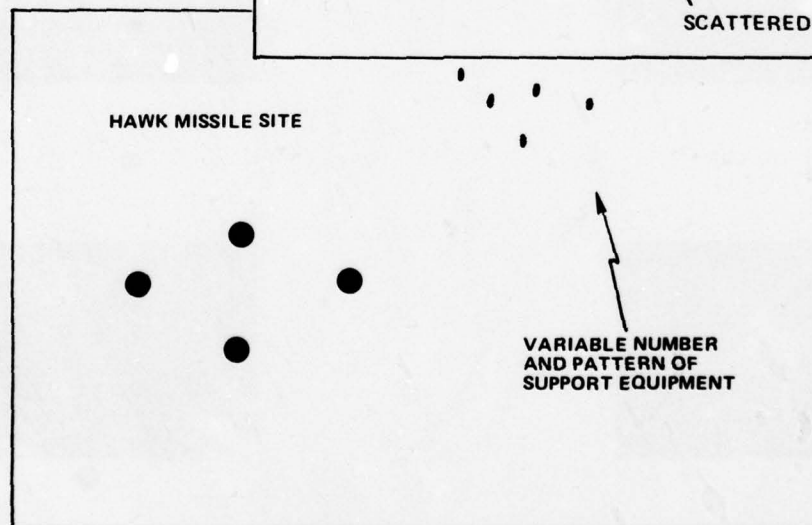 SCATTERED
HAWK MISSILE SITE
VARIABLE NUMBER
AND PATTERN OF
SUPPORT EQUIPMENT